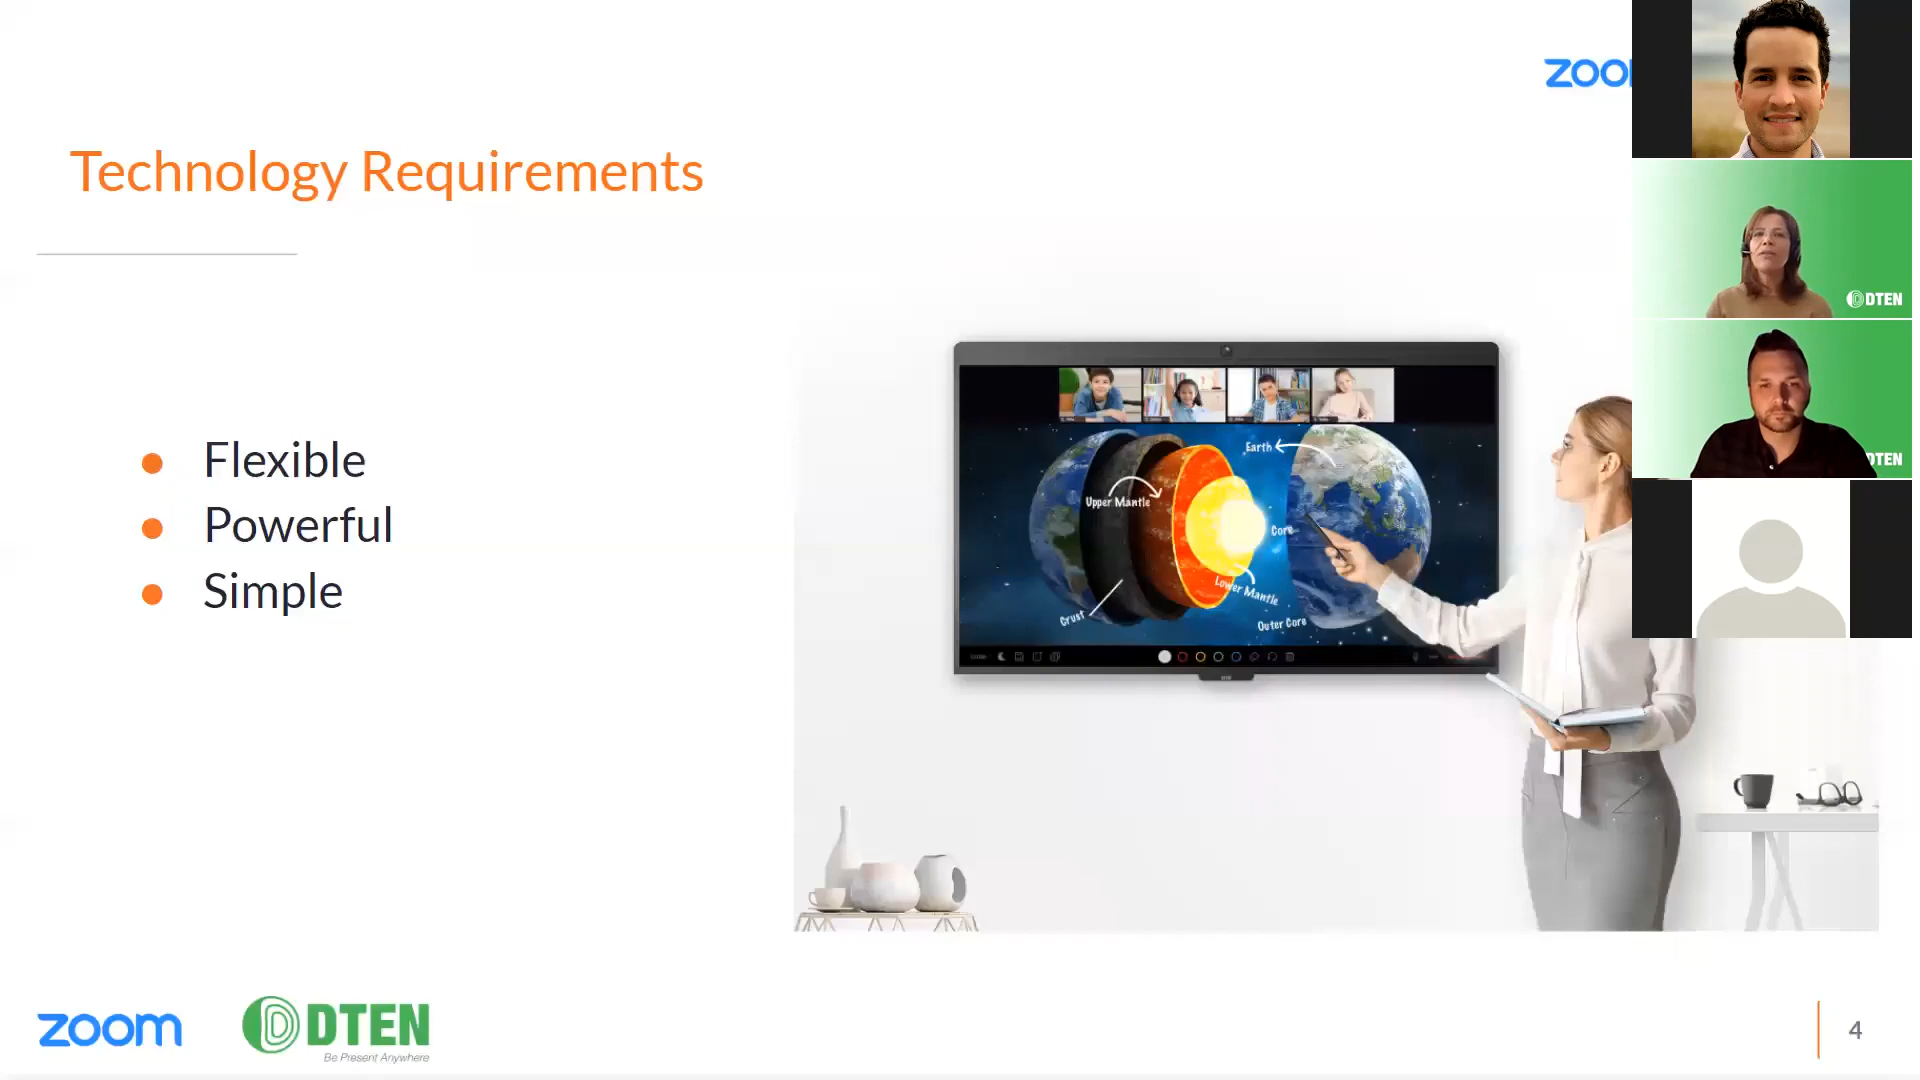 zoo
Technology Requirements
DTEN
DTEN
Flexible
Powerful
Simple
Earth
Upper Mantle
Core
Lower Mantle
Crust
Outer Core
zoom
DTEN
Be Present Anywhere
4